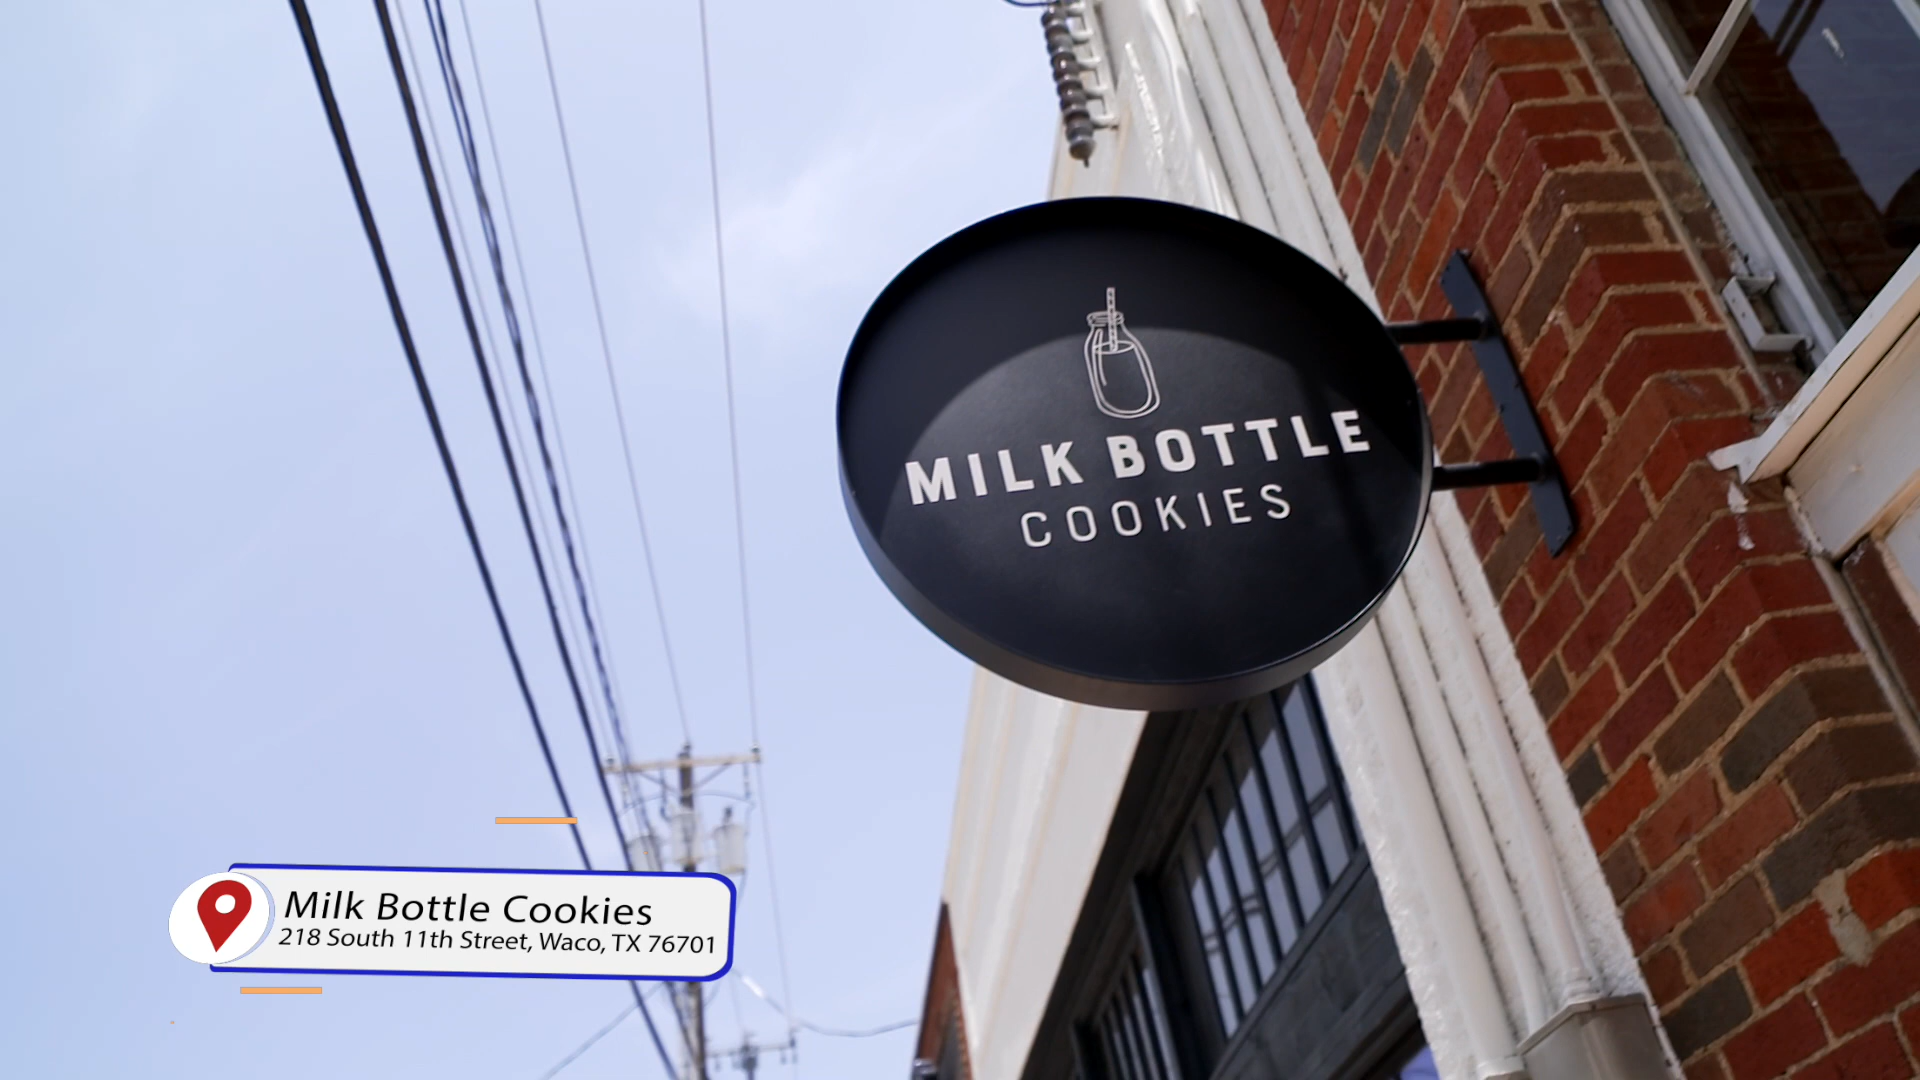 MILK BOTTLE
COOKIES
Milk Bottle Cookies
218 South 11th Street, Waco, TX 76701